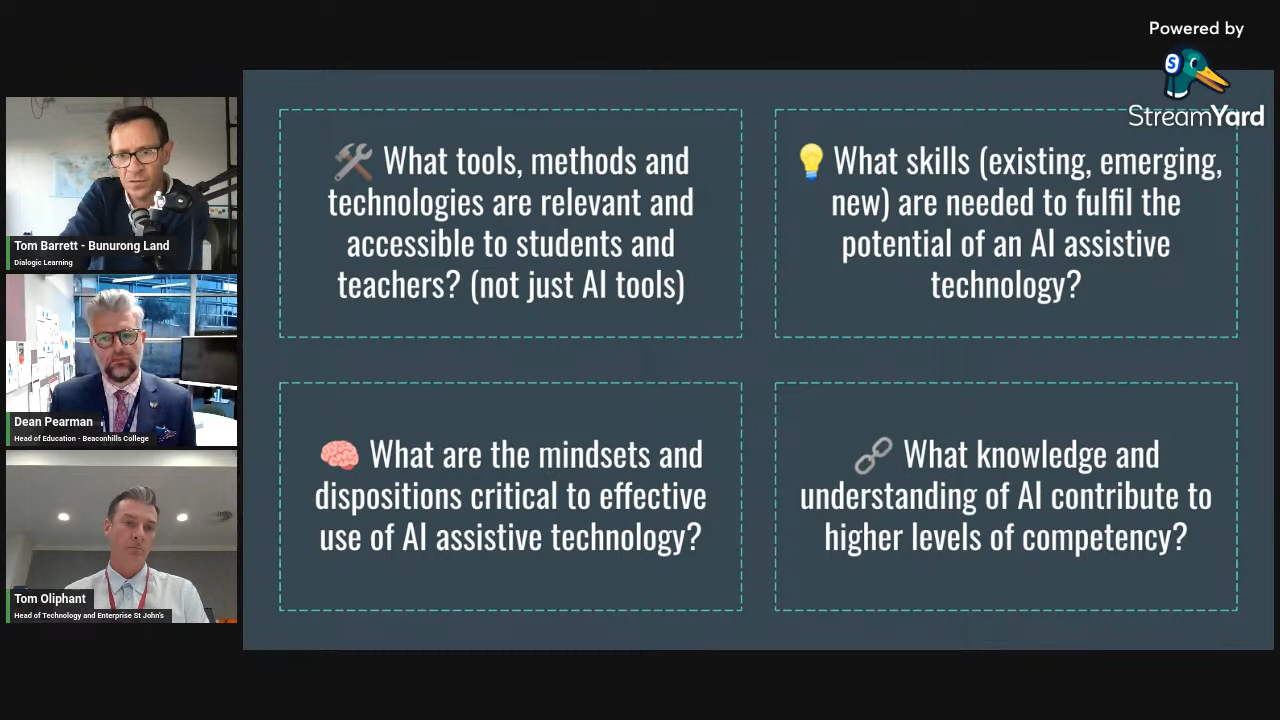 Powered by
StreamYard
What tools, methods and
technologies are relevant and
accessible to students and
teachers? (not just AI tools)
What skills (existing, emerging,
new) are needed to fulfil the
potential of an AI assistive
technology?
What are the mindsets and
dispositions critical to effective
use of AI assistive technology?
What knowledge and
understanding of AI contribute to
higher levels of competency?
Tom Barrett - Bunurong Land
Dialogic Learning
Dean Pearman
Head of Education - Beaconhills College
Tom Oliphant
Head of Technology and Enterprise St John's